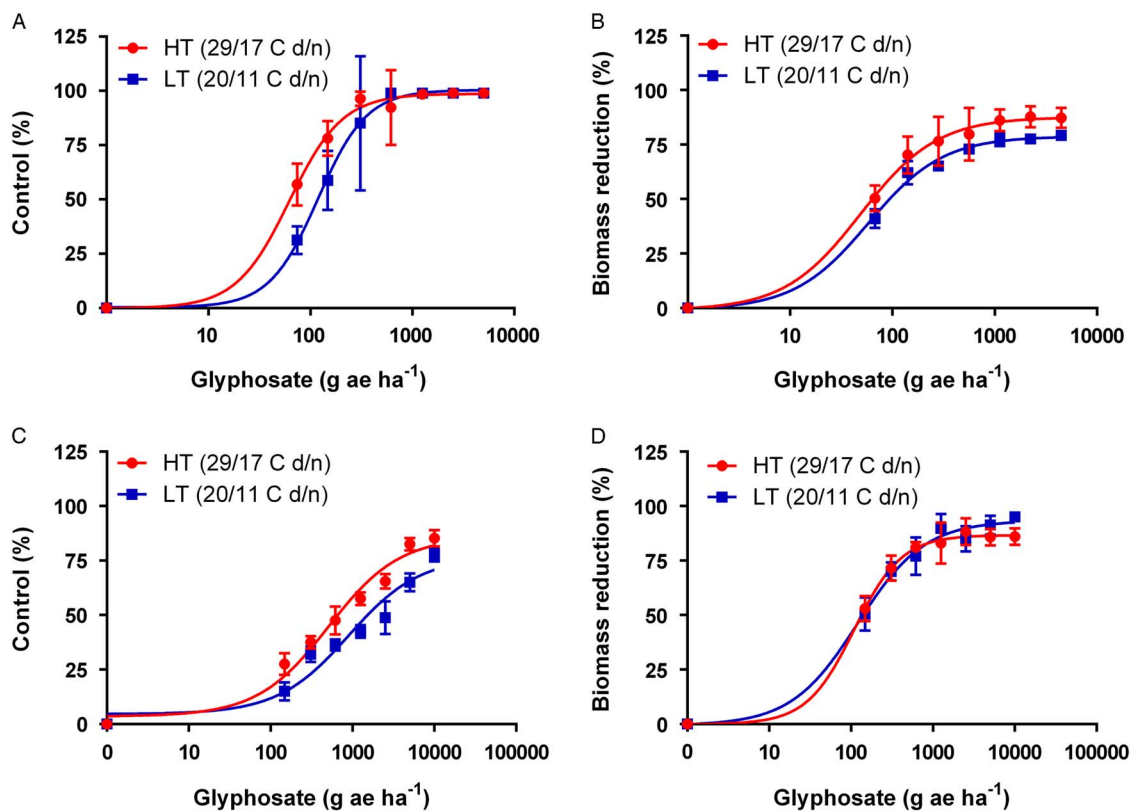 A
125
100
75
50
25
0
Control (%)
HT (29/17 C d/n)
LT (20/11 C d/n)
10 100 1000 10000
Glyphosate (g ae ha⁻¹)
B
125
100
75
50
25
0
Biomass reduction (%)
HT (29/17 C d/n)
LT (20/11 C d/n)
10 100 1000 10000
Glyphosate (g ae ha⁻¹)
C
125
100
75
50
25
0
Control (%)
HT (29/17 C d/n)
LT (20/11 C d/n)
0 100 1000 10000 100000
Glyphosate (g ae ha⁻¹)
D
125
100
75
50
25
0
Biomass reduction (%)
HT (29/17 C d/n)
LT (20/11 C d/n)
0 10 100 1000 10000 100000
Glyphosate (g ae ha⁻¹)